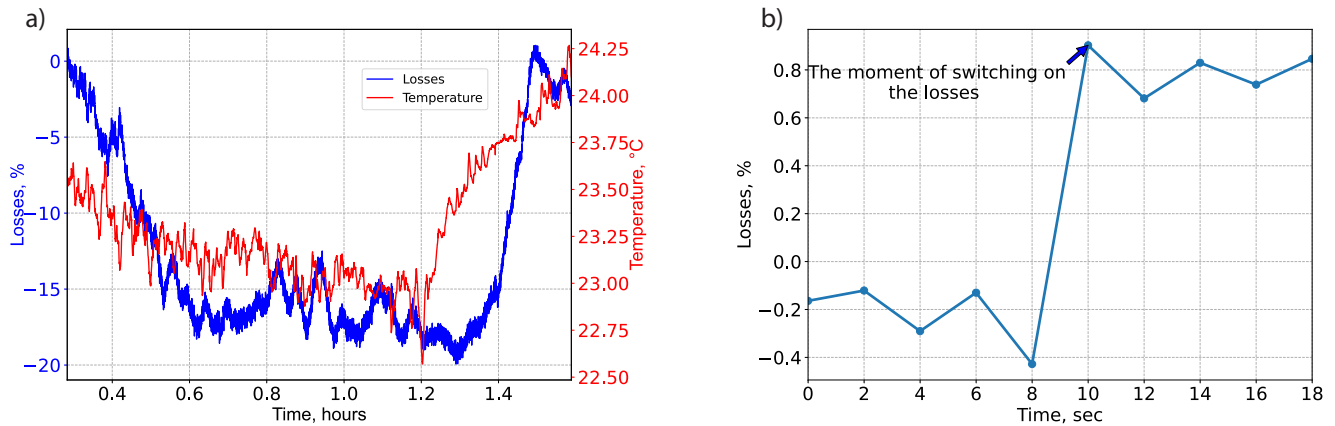 a)
Losses, %
0
−5
−10
−15
−20
0.4 0.6 0.8 1.0 1.2 1.4
Time, hours
Losses
Temperature
24.25
24.00
23.75
23.50
23.25
23.00
22.75
22.50
Temperature, °C
b)
Losses, %
0.8
0.6
0.4
0.2
0.0
−0.2
−0.4
The moment of switching on
the losses
0 2 4 6 8 10 12 14 16 18
Time, sec